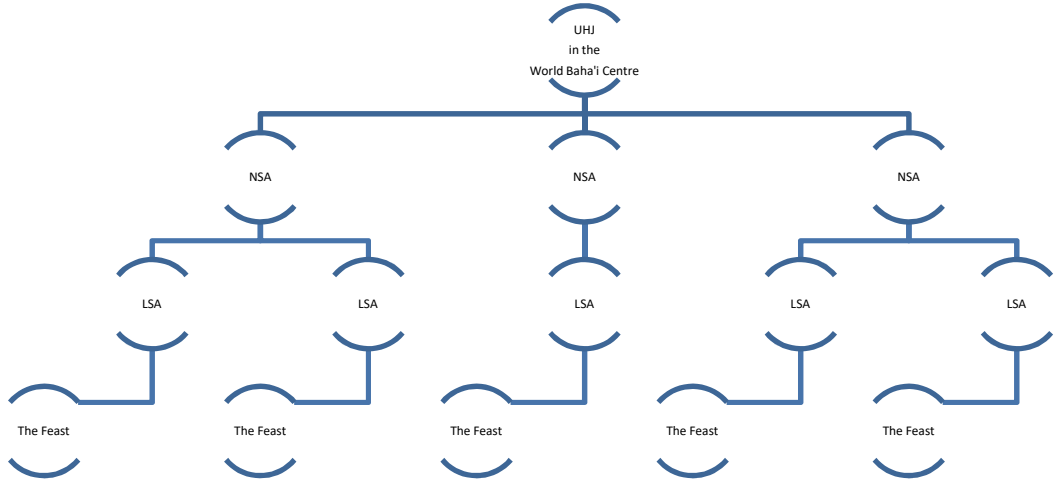 UHJ
in the
World Baha'i Centre
NSA
NSA
NSA
LSA
LSA
LSA
LSA
LSA
The Feast
The Feast
The Feast
The Feast
The Feast